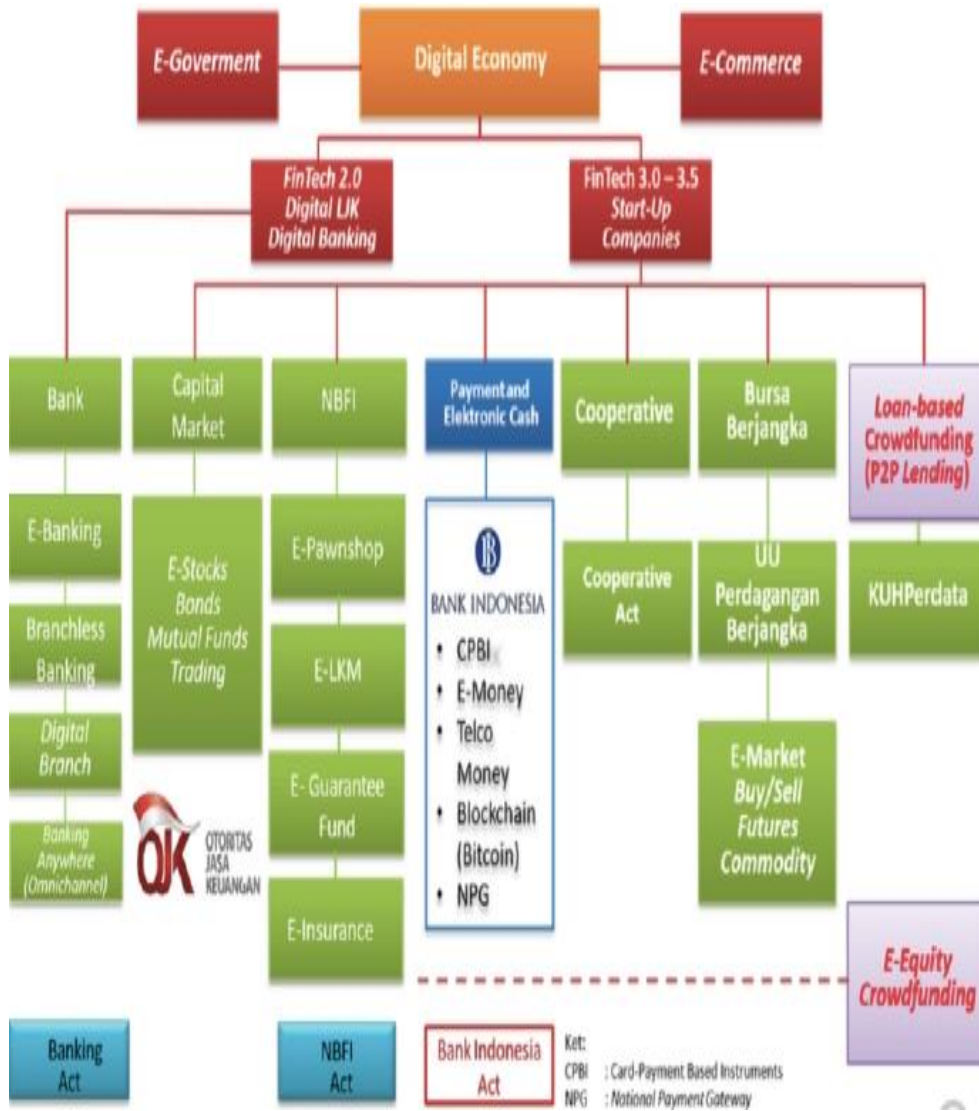 E-Goverment
Digital Economy
E-Commerce
FinTech 2.0
Digital LJK
Digital Banking
FinTech 3.0 – 3.5
Start-Up
Companies
Bank
Capital
Market
NBFI
Payment and
Elektronic Cash
Cooperative
Bursa
Berjangka
Loan-based
Crowdfunding
(P2P Lending)
E-Banking
Branchless
Banking
Digital
Branch
Banking
Anywhere
(Omnichannel)
E-Stocks
Bonds
Mutual Funds
Trading
OJK
OTORITAS
JASA
KEUANGAN
E-Pawnshop
E-LKM
E- Guarantee
Fund
E-Insurance
BANK INDONESIA
• CPBI
• E-Money
• Telco
Money
• Blockchain
(Bitcoin)
• NPG
Cooperative
Act
UU
Perdagangan
Berjangka
E-Market
Buy/Sell
Futures
Commodity
KUHPerdata
E-Equity
Crowdfunding
Banking
Act
NBFI
Act
Bank Indonesia
Act
Ket:
CPBI : Card-Payment Based Instruments
NPG : National Payment Gateway